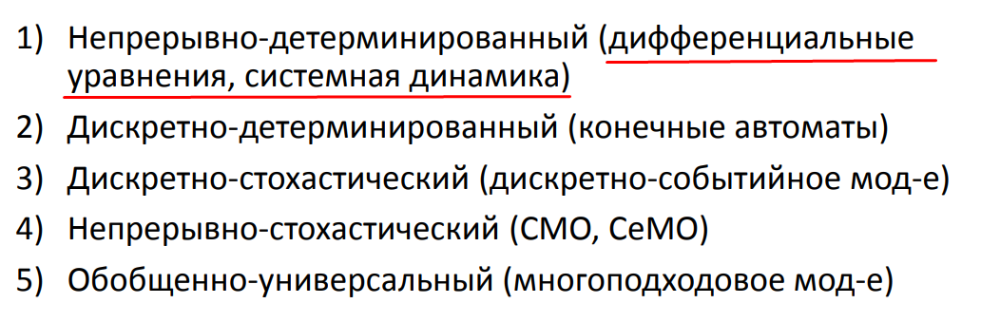 1) Непрерывно-детерминированный (дифференциальные
уравнения, системная динамика)
2) Дискретно-детерминированный (конечные автоматы)
3) Дискретно-стохастический (дискретно-событийное мод-е)
4) Непрерывно-стохастический (СМО, СеМО)
5) Обобщенно-универсальный (многоподходовое мод-е)